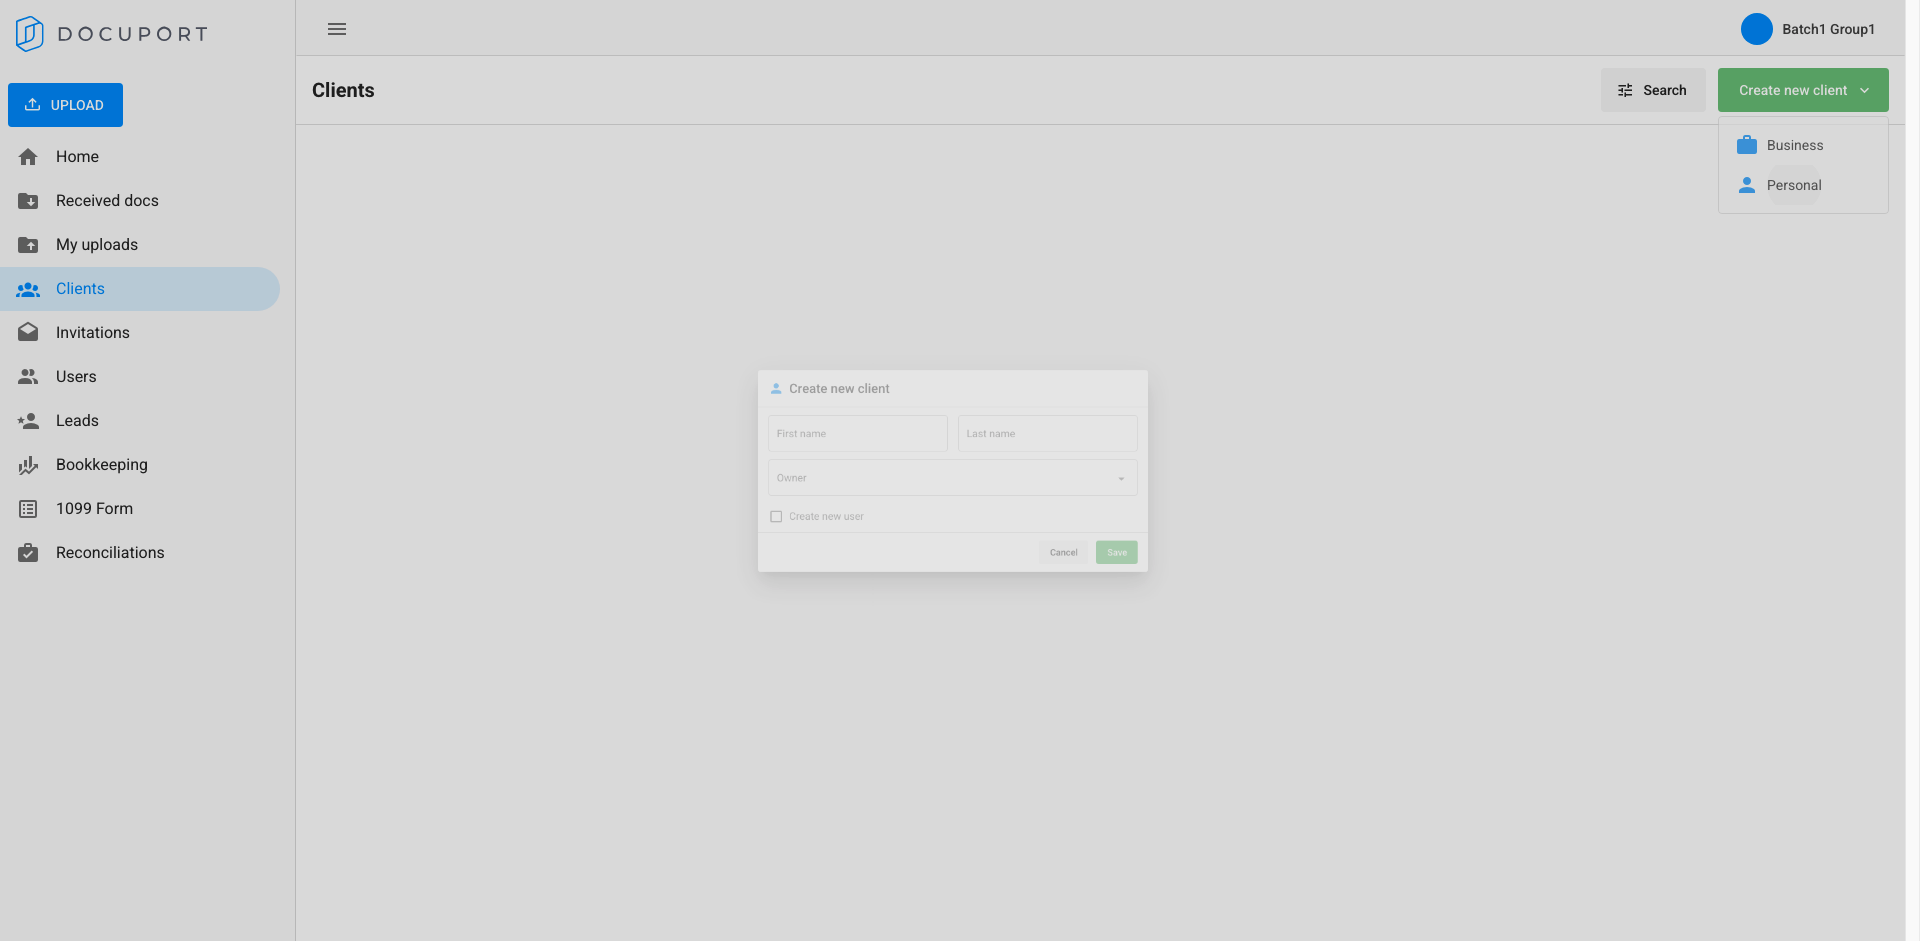 DOCUPORT
Batch1 Group1
UPLOAD
Clients
Search
Create new client
Home
Received docs
My uploads
Clients
Invitations
Users
Leads
Bookkeeping
1099 Form
Reconciliations
Business
Personal
Create new client
First name
Last name
Owner
Create new user
Cancel
Save